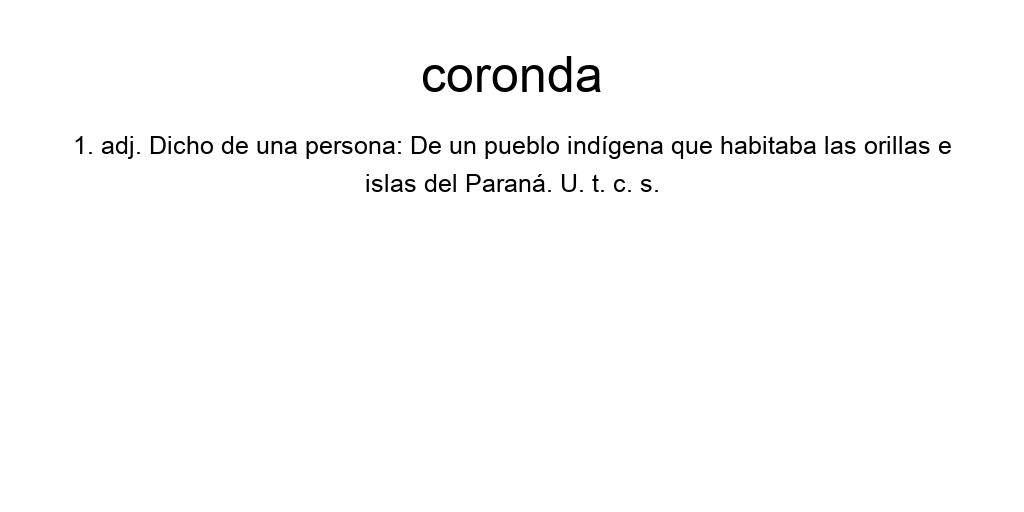 coronda
1. adj. Dicho de una persona: De un pueblo indígena que habitaba las orillas e
islas del Paraná. U. t. c. s.